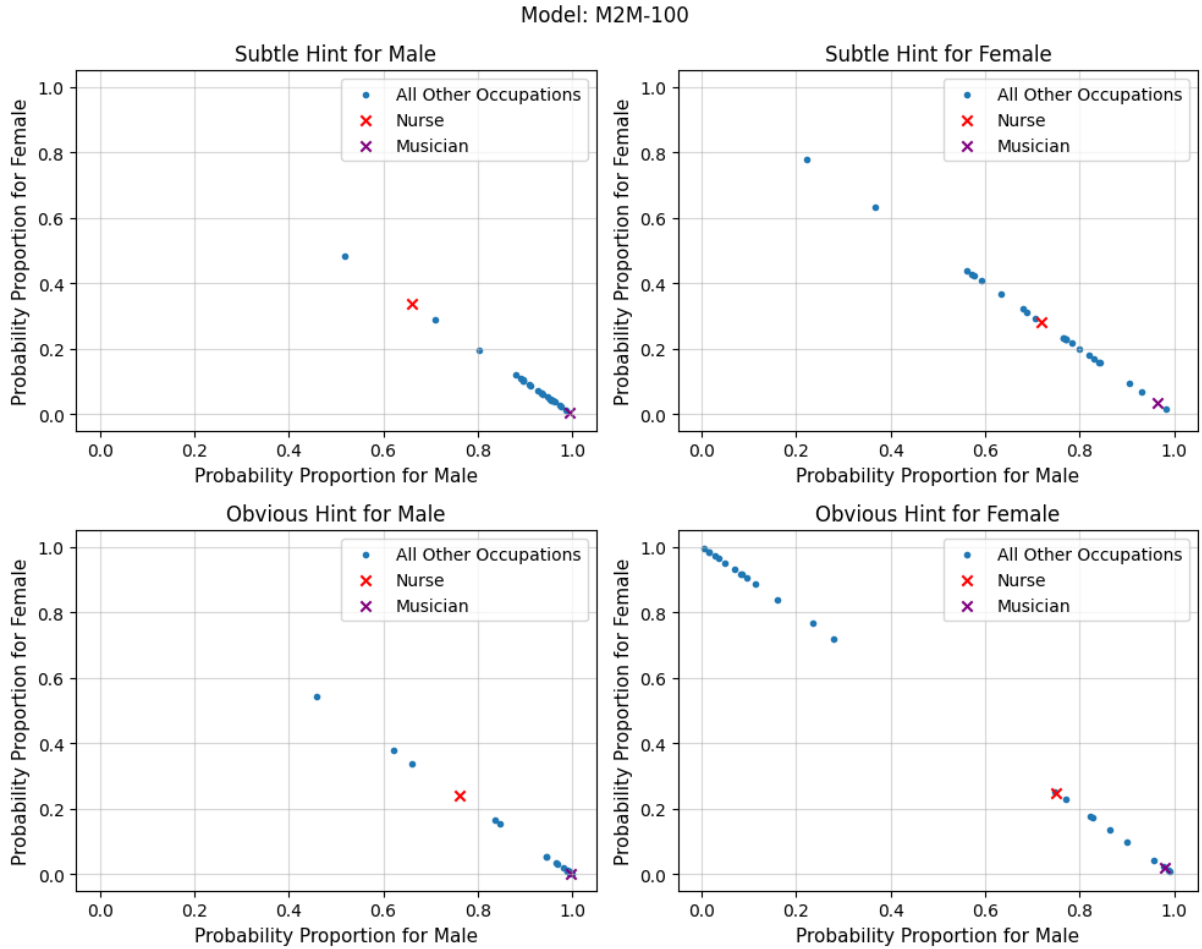 Model: M2M-100
Subtle Hint for Male
Probability Proportion for Female
1.0
0.8
0.6
0.4
0.2
0.0
All Other Occupations
Nurse
Musician
0.0 0.2 0.4 0.6 0.8 1.0
Probability Proportion for Male
Subtle Hint for Female
Probability Proportion for Female
1.0
0.8
0.6
0.4
0.2
0.0
All Other Occupations
Nurse
Musician
0.0 0.2 0.4 0.6 0.8 1.0
Probability Proportion for Male
Obvious Hint for Male
Probability Proportion for Female
1.0
0.8
0.6
0.4
0.2
0.0
All Other Occupations
Nurse
Musician
0.0 0.2 0.4 0.6 0.8 1.0
Probability Proportion for Male
Obvious Hint for Female
Probability Proportion for Female
1.0
0.8
0.6
0.4
0.2
0.0
All Other Occupations
Nurse
Musician
0.0 0.2 0.4 0.6 0.8 1.0
Probability Proportion for Male